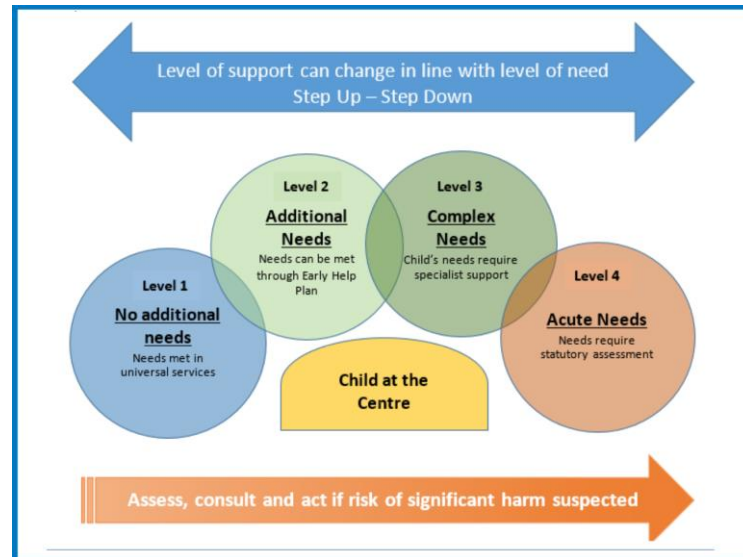 Level of support can change in line with level of need
Step Up – Step Down
Level 1
No additional
needs
Needs met in
universal services
Level 2
Additional
Needs
Needs can be met
through Early Help
Plan
Level 3
Complex
Needs
Child's needs require
specialist support
Level 4
Acute Needs
Needs require
statutory assessment
Child at the
Centre
Assess, consult and act if risk of significant harm suspected